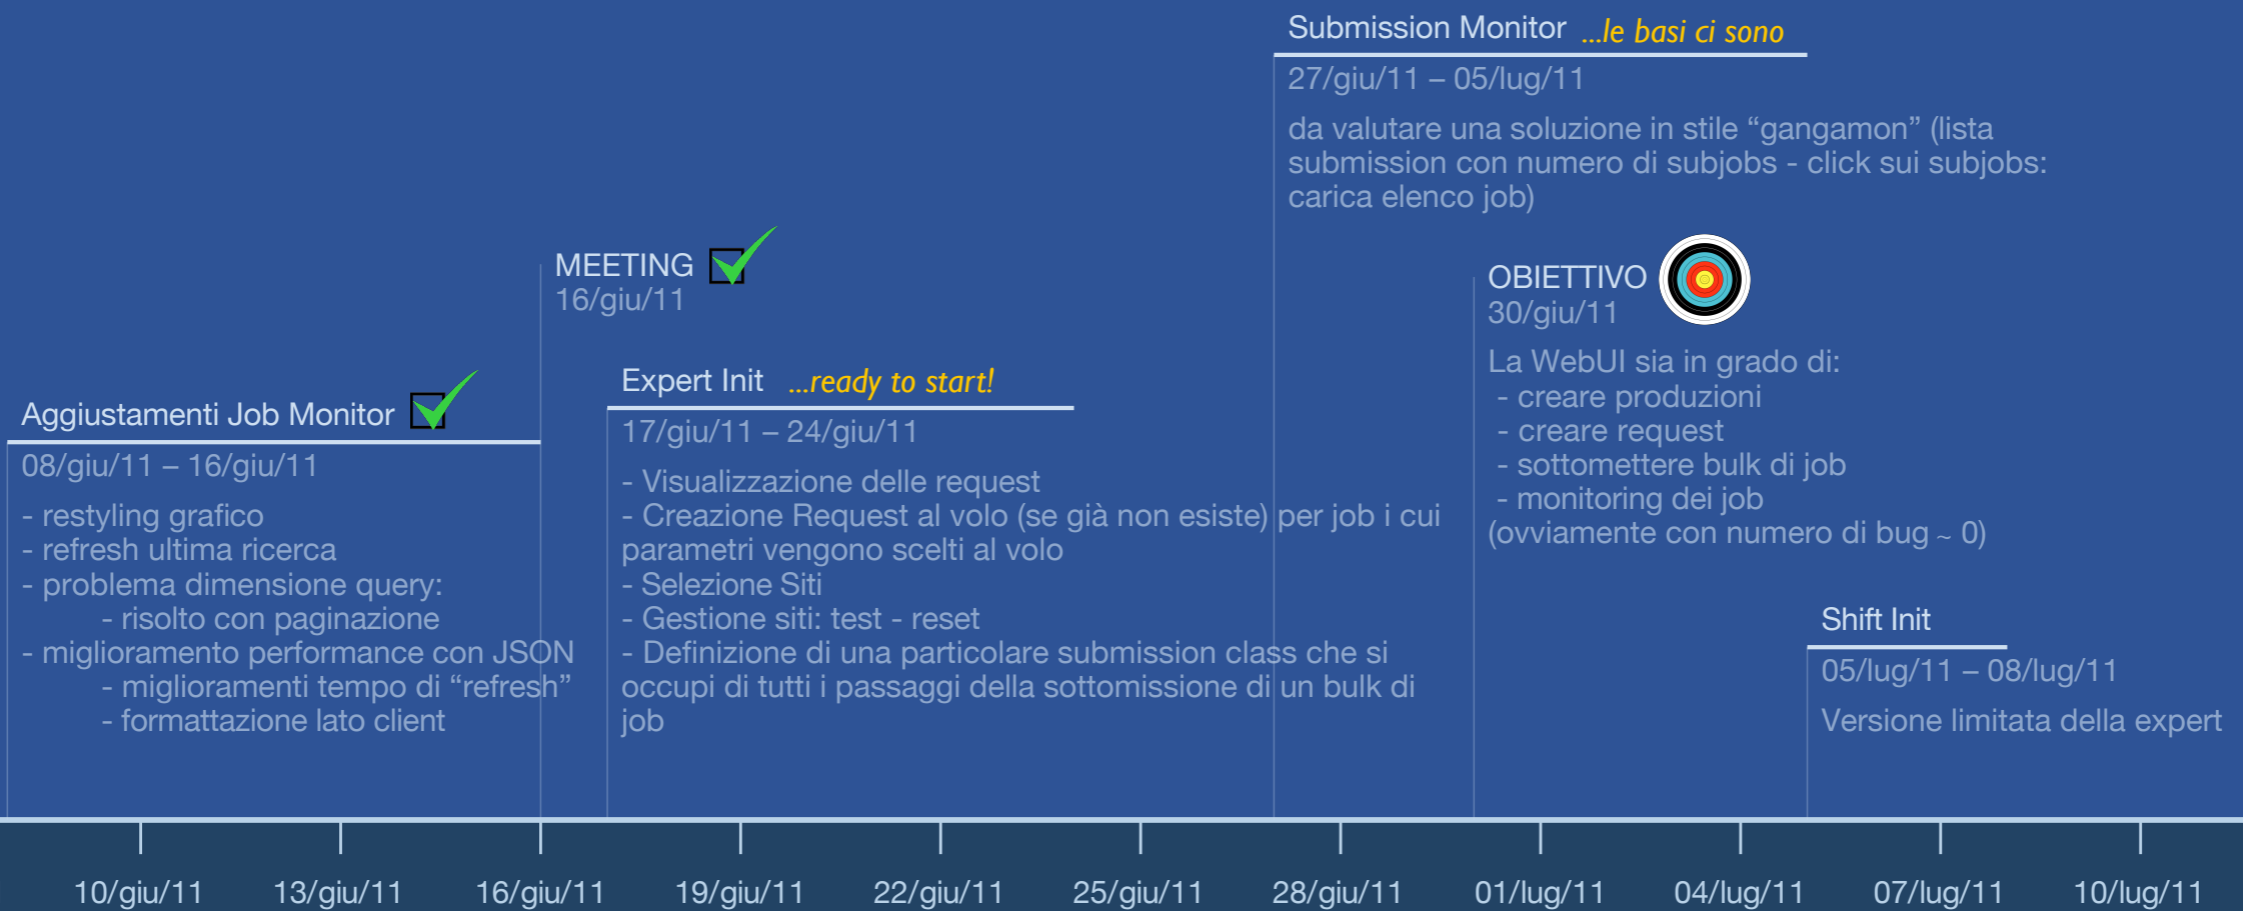 Submission Monitor ...le basi ci sono
27/giu/11 – 05/lug/11
da valutare una soluzione in stile “gangamon” (lista
submission con numero di subjobs - click sui subjobs:
carica elenco job)
MEETING
16/giu/11
OBIETTIVO
30/giu/11
La WebUI sia in grado di:
- creare produzioni
- creare request
- sottomettere bulk di job
- monitoring dei job
(ovviamente con numero di bug ~ 0)
Aggiustamenti Job Monitor
08/giu/11 – 16/giu/11
- restyling grafico
- refresh ultima ricerca
- problema dimensione query:
- risolto con paginazione
- miglioramento performance con JSON
- miglioramenti tempo di “refresh”
- formattazione lato client
Expert Init ...ready to start!
17/giu/11 – 24/giu/11
- Visualizzazione delle request
- Creazione Request al volo (se già non esiste) per job i cui
parametri vengono scelti al volo
- Selezione Siti
- Gestione siti: test - reset
- Definizione di una particolare submission class che si
occupi di tutti i passaggi della sottomissione di un bulk di
job
Shift Init
05/lug/11 – 08/lug/11
Versione limitata della expert
10/giu/11 13/giu/11 16/giu/11 19/giu/11 22/giu/11 25/giu/11 28/giu/11 01/lug/11 04/lug/11 07/lug/11 10/lug/11